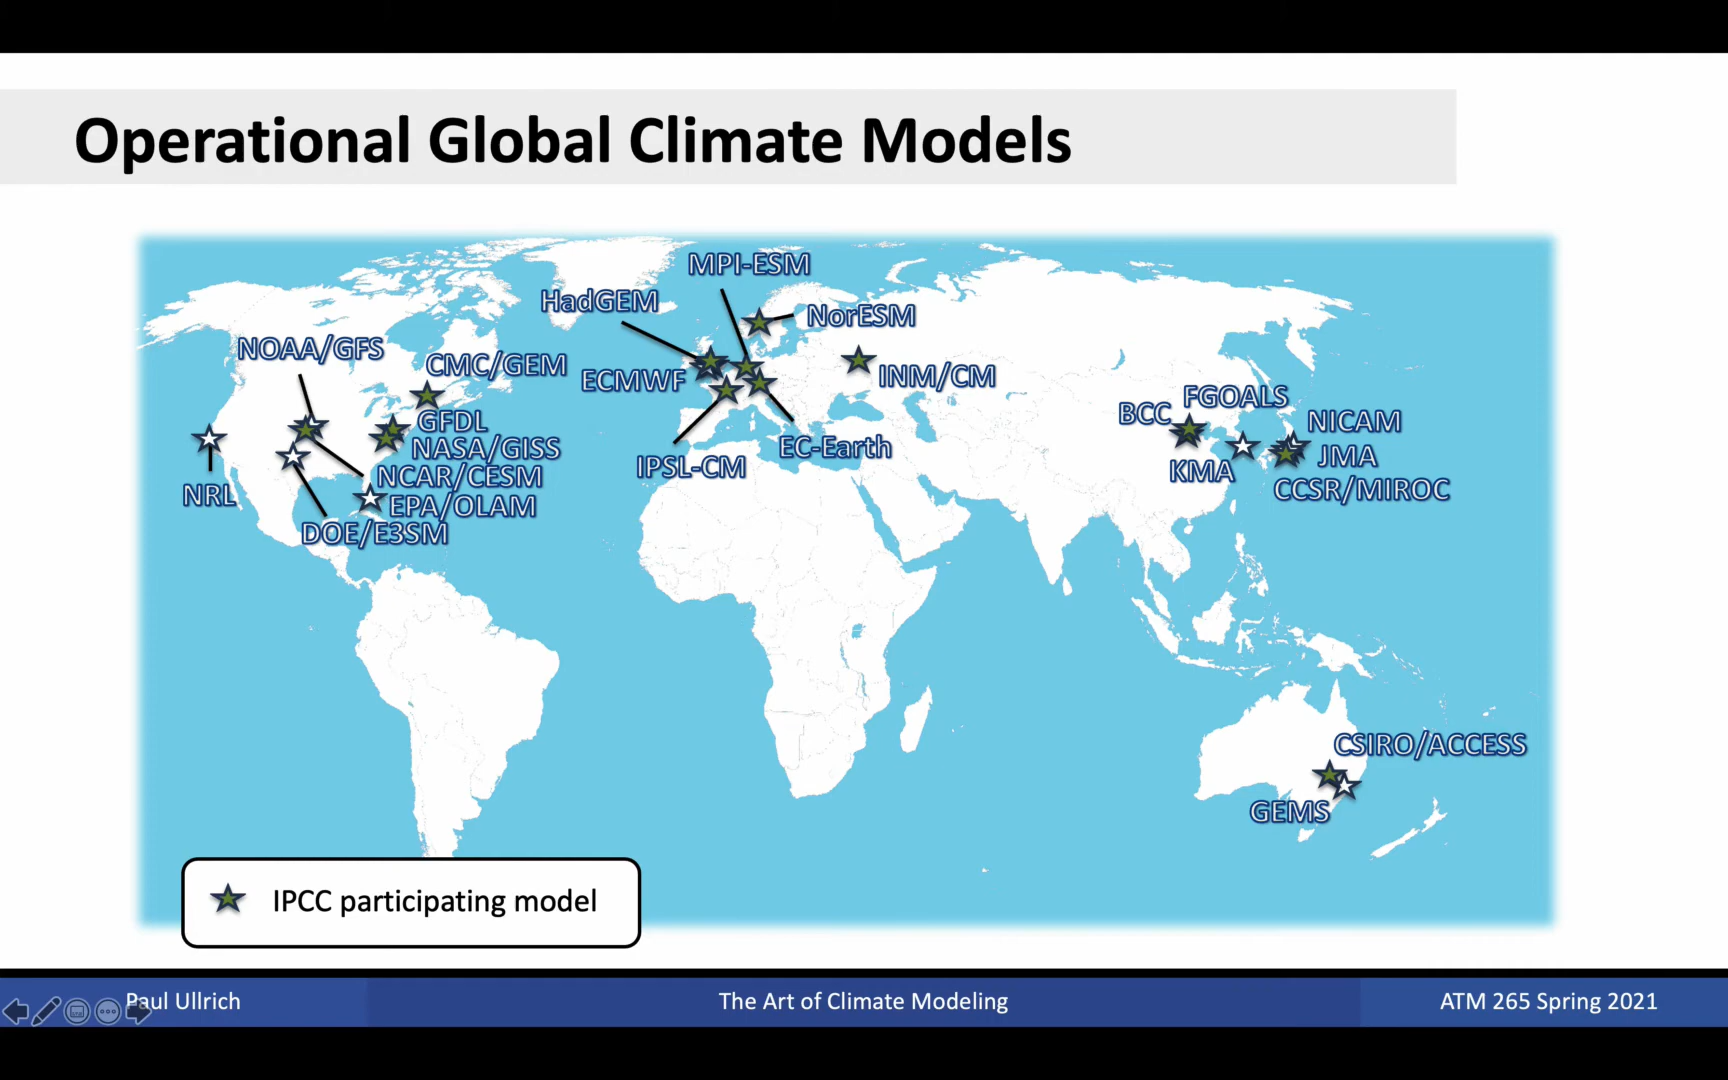 Operational Global Climate Models
MPI-ESM
HadGEM
NorESM
NOAA/GFS
CMC/GEM
ECMWF
INM/CM
FGOALS
BCC
GFDL
NICAM
NASA/GISS
EC-Earth
JMA
IPSL-CM
KMA
NCAR/CESM
CCSR/MIROC
NRL
EPA/OLAM
DOE/E3SM
CSIRO/ACCESS
GEMS
IPCC participating model
Paul Ullrich
The Art of Climate Modeling
ATM 265 Spring 2021